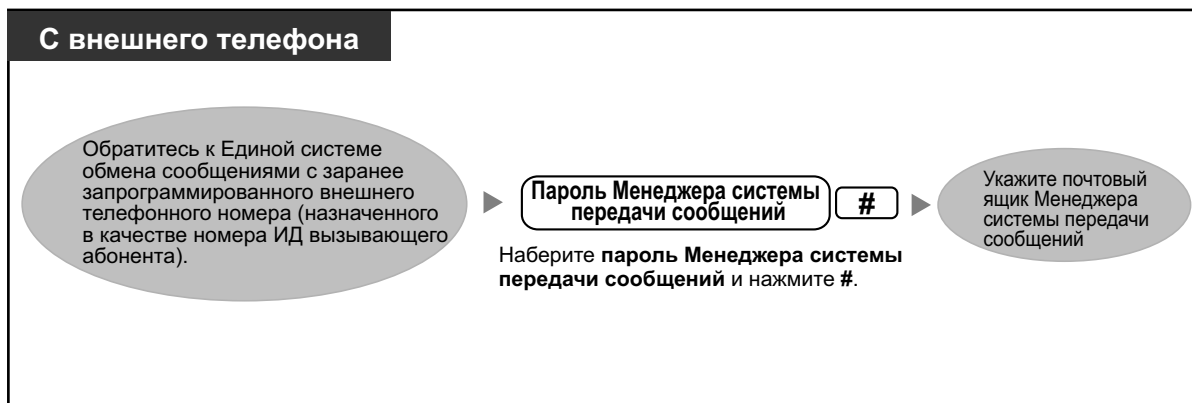 С внешнего телефона
Обратитесь к Единой системе
обмена сообщениями с заранее
запрограммированного внешнего
телефонного номера (назначенного
в качестве номера ИД вызывающего
абонента).
Пароль Менеджера системы
передачи сообщений
#
Наберите пароль Менеджера системы
передачи сообщений и нажмите #.
Укажите почтовый
ящик Менеджера
системы передачи
сообщений